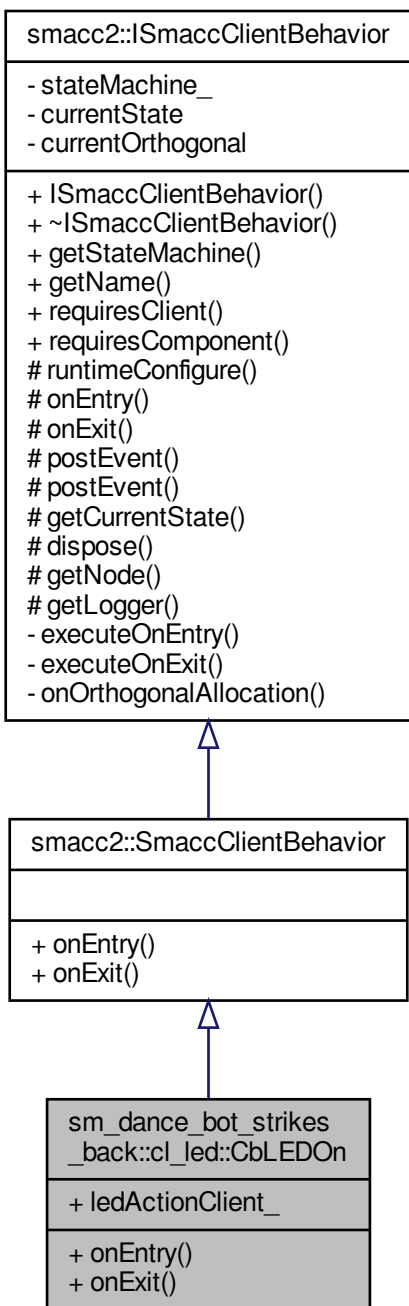 smacc2::ISmaccClientBehavior
- stateMachine_
- currentState
- currentOrthogonal
+ ISmaccClientBehavior()
+ ~ISmaccClientBehavior()
+ getStateMachine()
+ getName()
+ requiresClient()
+ requiresComponent()
# runtimeConfigure()
# onEntry()
# onExit()
# postEvent()
# postEvent()
# getCurrentState()
# dispose()
# getNode()
# getLogger()
- executeOnEntry()
- executeOnExit()
- onOrthogonalAllocation()
smacc2::SmaccClientBehavior
+ onEntry()
+ onExit()
sm_dance_bot_strikes
_back::cl_led::CbLEDOn
+ ledActionClient_
+ onEntry()
+ onExit()